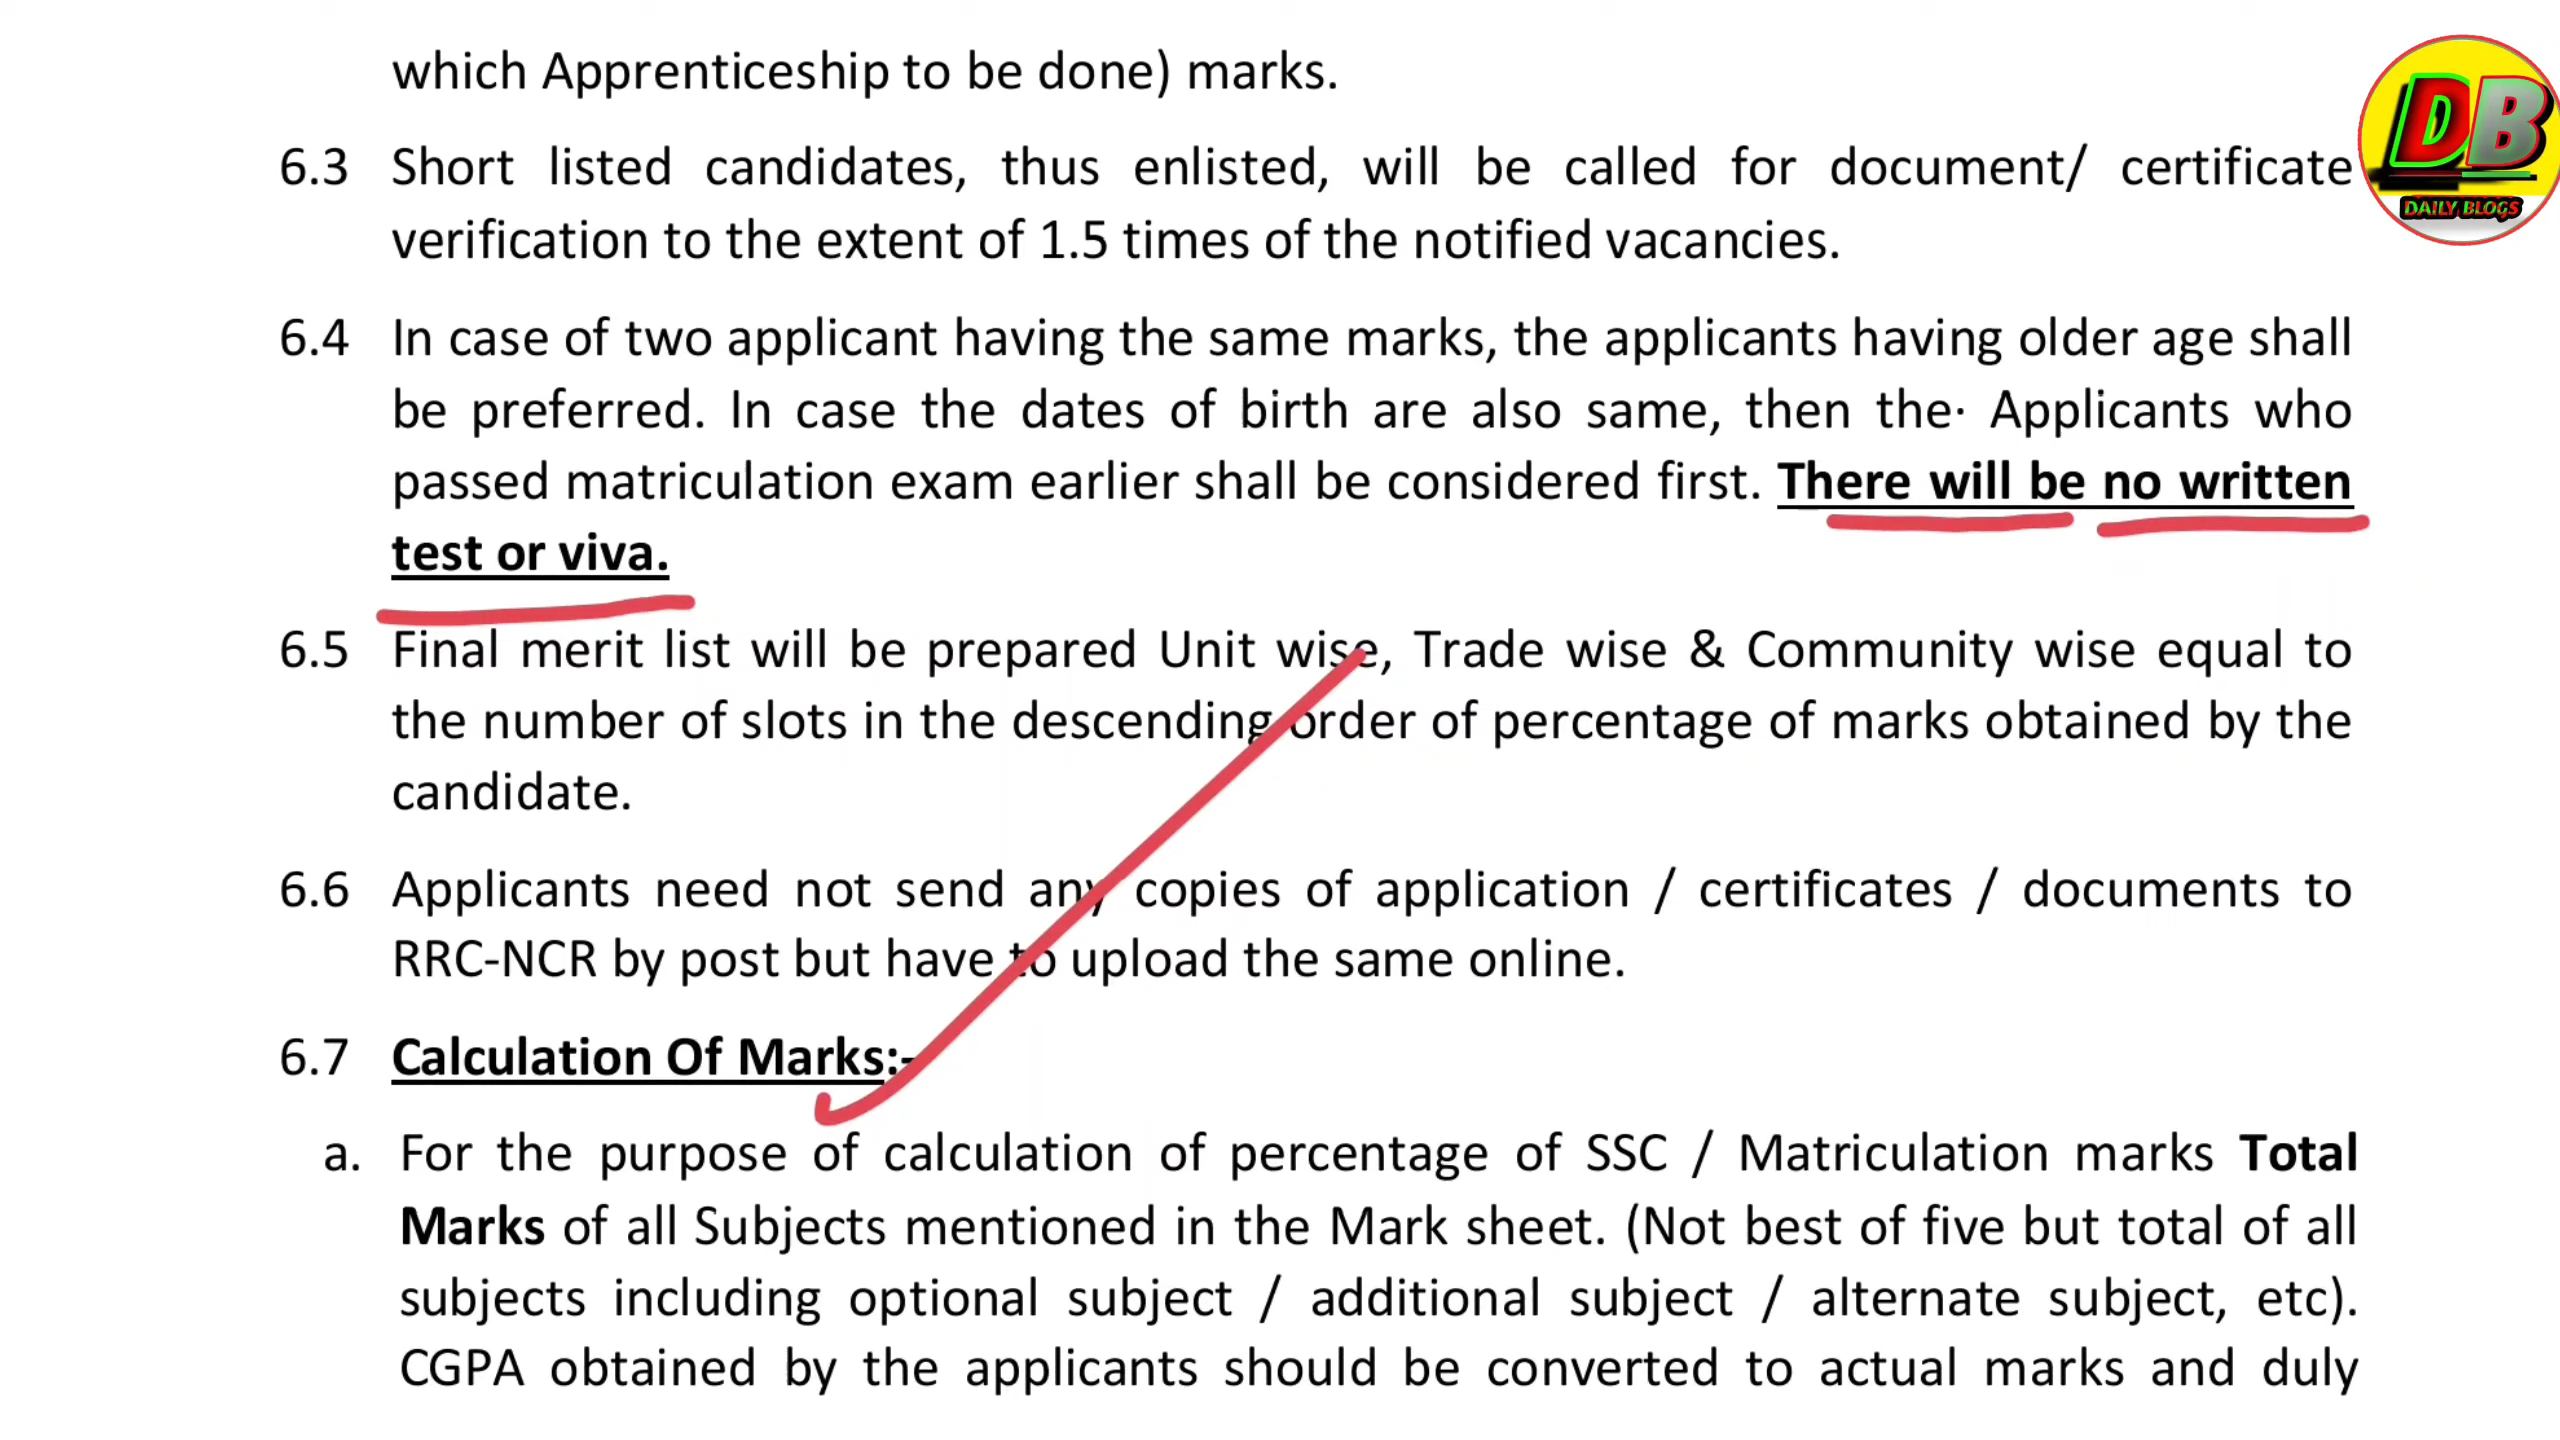 which Apprenticeship to be done) marks.
6.3 Short listed candidates, thus enlisted, will be called for document/ certificate
verification to the extent of 1.5 times of the notified vacancies.
6.4 In case of two applicant having the same marks, the applicants having older age shall
be preferred. In case the dates of birth are also same, then the· Applicants who
passed matriculation exam earlier shall be considered first. There will be no written
test or viva.
6.5 Final merit list will be prepared Unit wise, Trade wise & Community wise equal to
the number of slots in the descending order of percentage of marks obtained by the
candidate.
6.6 Applicants need not send any copies of application / certificates / documents to
RRC-NCR by post but have to upload the same online.
6.7 Calculation Of Marks:-
a. For the purpose of calculation of percentage of SSC / Matriculation marks Total
Marks of all Subjects mentioned in the Mark sheet. (Not best of five but total of all
subjects including optional subject / additional subject / alternate subject, etc).
CGPA obtained by the applicants should be converted to actual marks and duly
DB
DAILY BLOGS